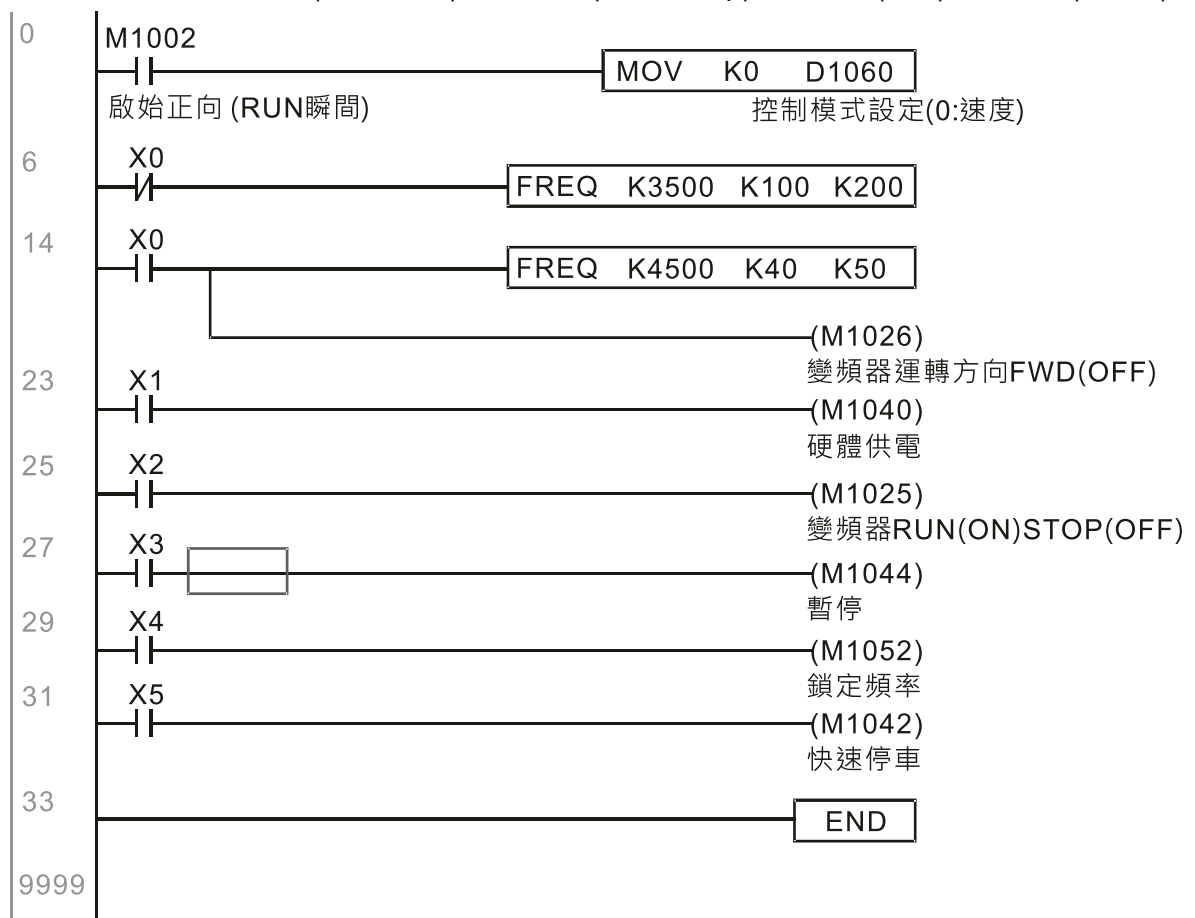 0
M1002
MOV K0 D1060
啟始正向 (RUN瞬間)
控制模式設定(0:速度)
6
X0
FREQ K3500 K100 K200
14
X0
FREQ K4500 K40 K50
(M1026)
變頻器運轉方向FWD(OFF)
23
X1
(M1040)
硬體供電
25
X2
(M1025)
變頻器RUN(ON)STOP(OFF)
27
X3
(M1044)
暫停
29
X4
(M1052)
鎖定頻率
31
X5
(M1042)
快速停車
33
END
9999